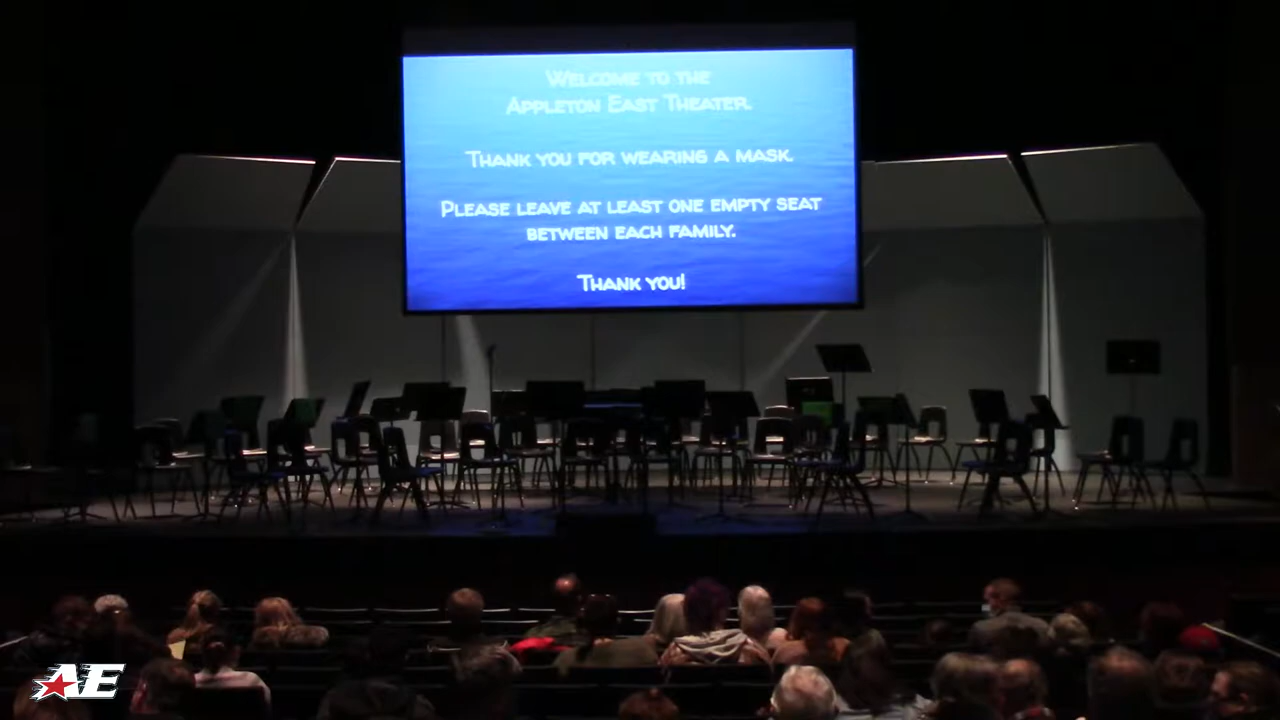 Welcome to the
Appleton East Theater.
Thank you for wearing a mask.
Please leave at least one empty seat
between each family.
Thank you!
AE